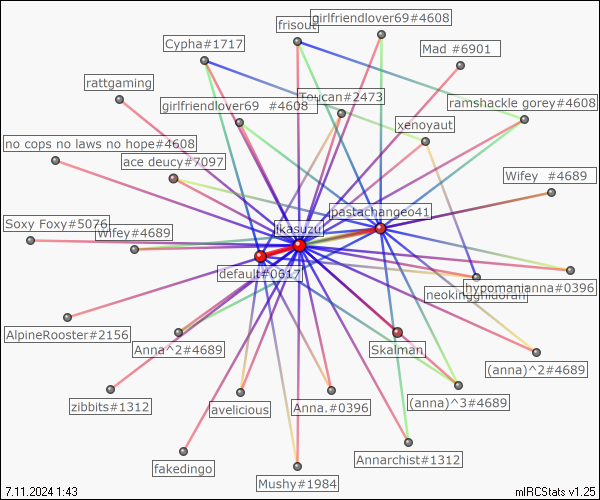 girlfriendlover69#4608
frisout
Cypha#1717
Mad #6901
rattgaming
Toucan#2473
girlfriendlover69 #4608
ramshackle gorey#4608
xenoyaut
no cops no laws no hope#4608
ace deucy#7097
Wifey #4689
pastachangeo41
Soxy Foxy#5076
Wifey#4689
ikasuzu
default#0617
hypomanianna#0396
AlpineRooster#2156
Anna^2#4689
Skalman
(anna)^2#4689
zibbits#1312
avelicious
Anna.#0396
(anna)^3#4689
Annarchist#1312
fakedingo
Mushy#1984
7.11.2024 1:43
mIRCStats v1.25